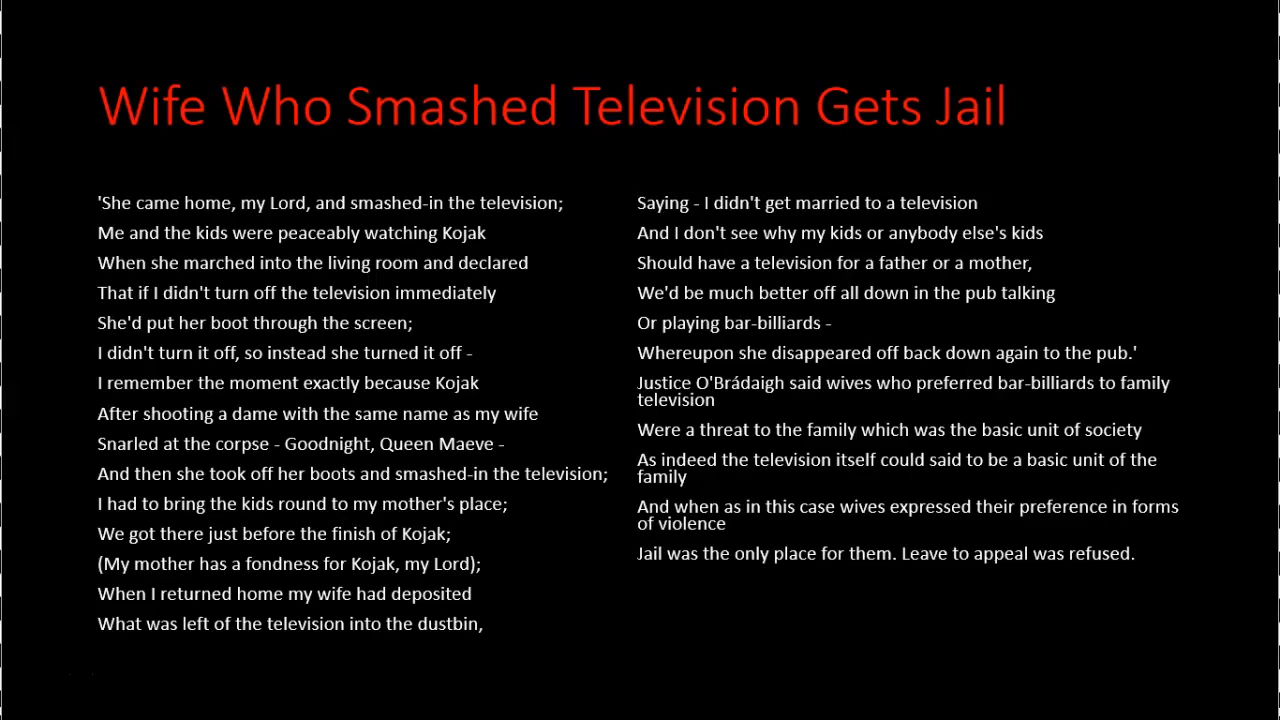 Wife Who Smashed Television Gets Jail
'She came home, my Lord, and smashed-in the television;
Me and the kids were peaceably watching Kojak
When she marched into the living room and declared
That if I didn't turn off the television immediately
She'd put her boot through the screen;
I didn't turn it off, so instead she turned it off -
I remember the moment exactly because Kojak
After shooting a dame with the same name as my wife
Snarled at the corpse - Goodnight, Queen Maeve -
And then she took off her boots and smashed-in the television;
I had to bring the kids round to my mother's place;
We got there just before the finish of Kojak;
(My mother has a fondness for Kojak, my Lord);
When I returned home my wife had deposited
What was left of the television into the dustbin,
Saying - I didn't get married to a television
And I don't see why my kids or anybody else's kids
Should have a television for a father or a mother,
We'd be much better off all down in the pub talking
Or playing bar-billiards -
Whereupon she disappeared off back down again to the pub.'
Justice O'Brádaigh said wives who preferred bar-billiards to family
television
Were a threat to the family which was the basic unit of society
As indeed the television itself could said to be a basic unit of the
family
And when as in this case wives expressed their preference in forms
of violence
Jail was the only place for them. Leave to appeal was refused.